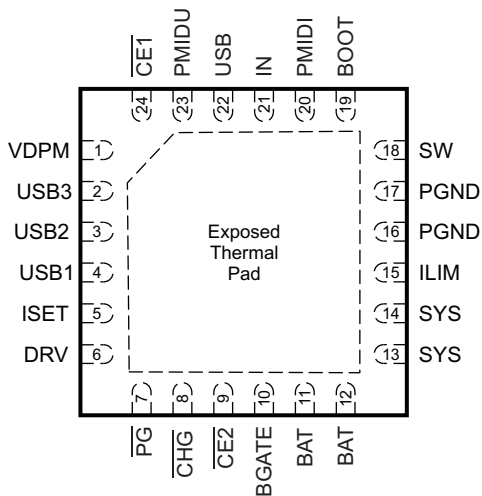 CE1
PMIDU
USB
IN
PMIDI
BOOT
24
23
22
21
20
19
VDPM 1
USB3 2
USB2 3
USB1 4
ISET 5
DRV 6
18 SW
17 PGND
16 PGND
15 ILIM
14 SYS
13 SYS
Exposed
Thermal
Pad
7
8
9
10
11
12
PG
CHG
CE2
BGATE
BAT
BAT